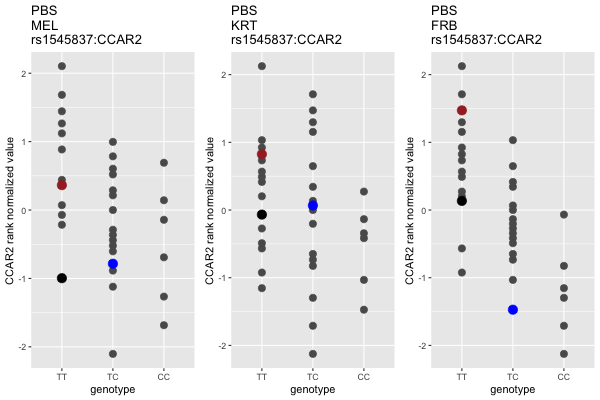 PBS
MEL
rs1545837:CCAR2
CCAR2 rank normalized value
2
1
0
-1
-2
TT TC CC
genotype
PBS
KRT
rs1545837:CCAR2
CCAR2 rank normalized value
2
1
0
-1
-2
TT TC CC
genotype
PBS
FRB
rs1545837:CCAR2
CCAR2 rank normalized value
2
1
0
-1
-2
TT TC CC
genotype